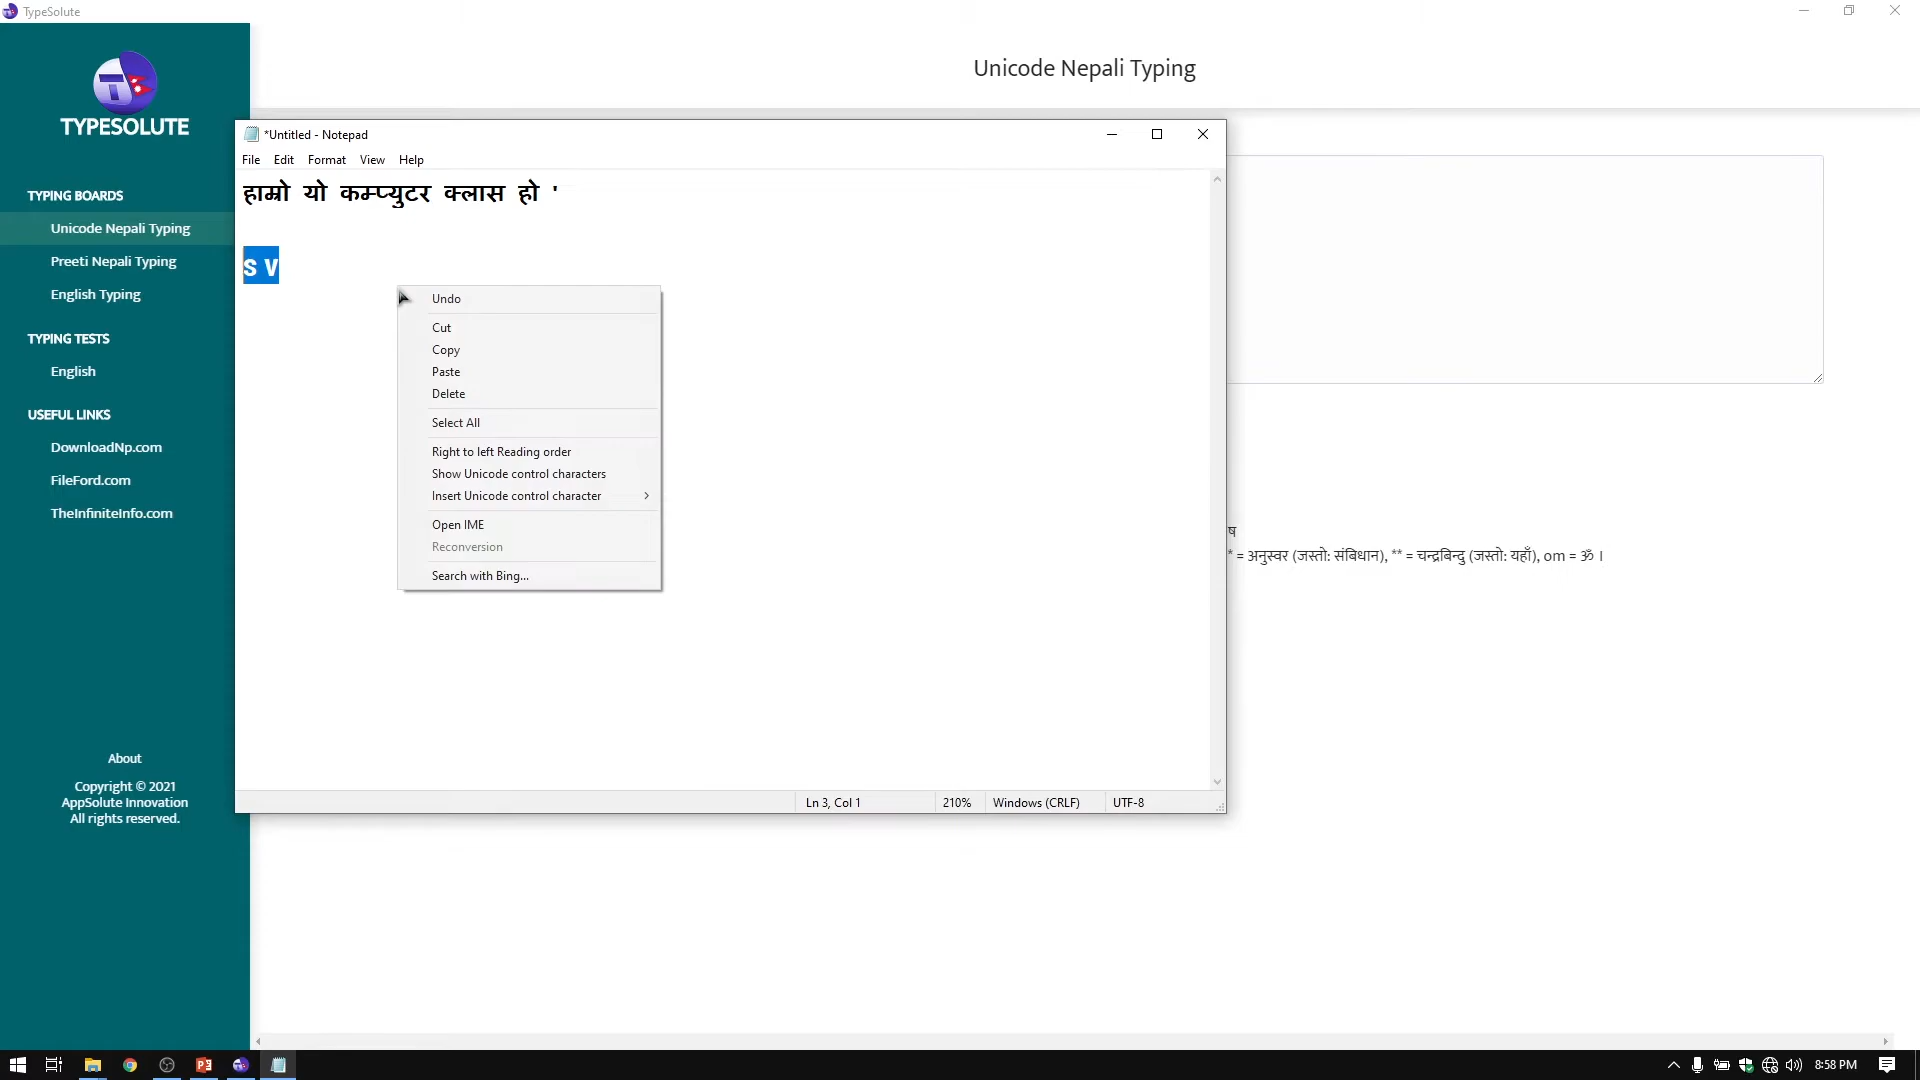 TypeSolute
TYPESOLUTE
TYPING BOARDS
Unicode Nepali Typing
Preeti Nepali Typing
English Typing
TYPING TESTS
English
USEFUL LINKS
DownloadNp.com
FileFord.com
TheInfiniteInfo.com
About
Copyright © 2021
AppSolute Innovation
All rights reserved.
Unicode Nepali Typing
*Untitled - Notepad
File Edit Format View Help
हाम्रो यो कम्प्युटर क्लास हो '
s v
Undo
Cut
Copy
Paste
Delete
Select All
Right to left Reading order
Show Unicode control characters
Insert Unicode control character
Open IME
Reconversion
Search with Bing...
Ln 3, Col 1 210% Windows (CRLF) UTF-8
ष
* = अनुस्वर (जस्तो: संबिधान), ** = चन्द्रबिन्दु (जस्तो: यहाँ), om = ॐ ।
8:58 PM